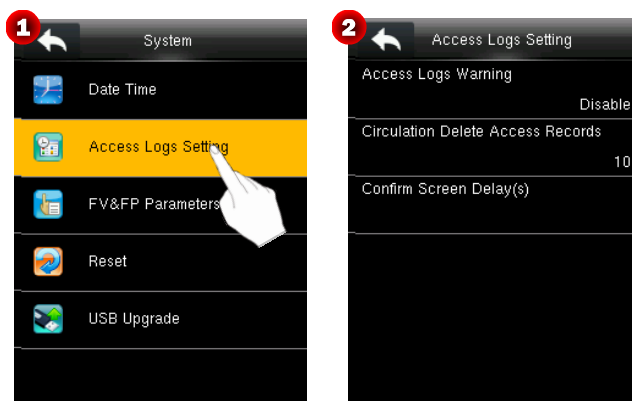 1
System
Date Time
Access Logs Setting
FV&FP Parameters
Reset
USB Upgrade
2
Access Logs Setting
Access Logs Warning
Disable
Circulation Delete Access Records
10
Confirm Screen Delay(s)